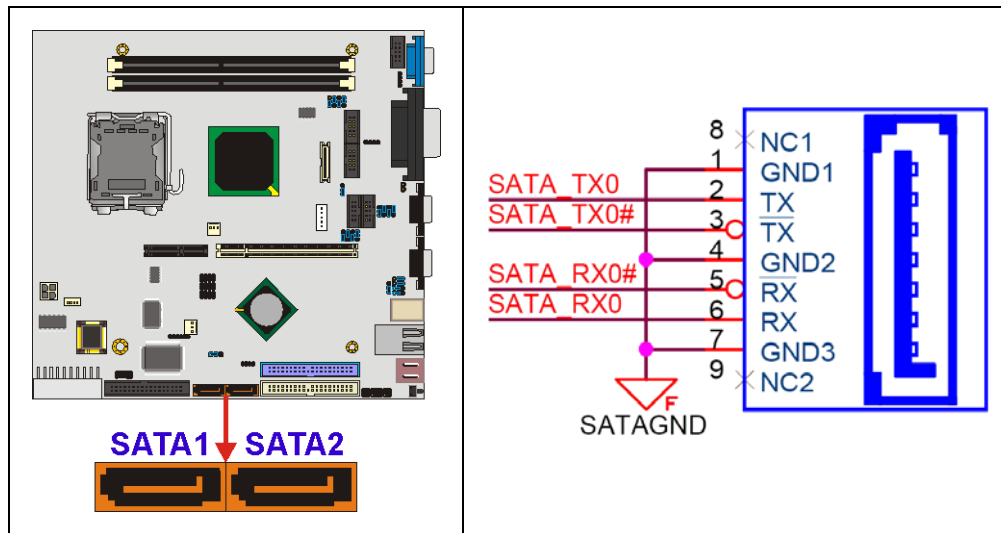 SATA1 SATA2
8 NC1
1 GND1
SATA_TX0 2 TX
SATA_TX0# 3 TX
4 GND2
SATA_RX0# 5 RX
SATA_RX0 6 RX
7 GND3
9 NC2
F
SATAGND